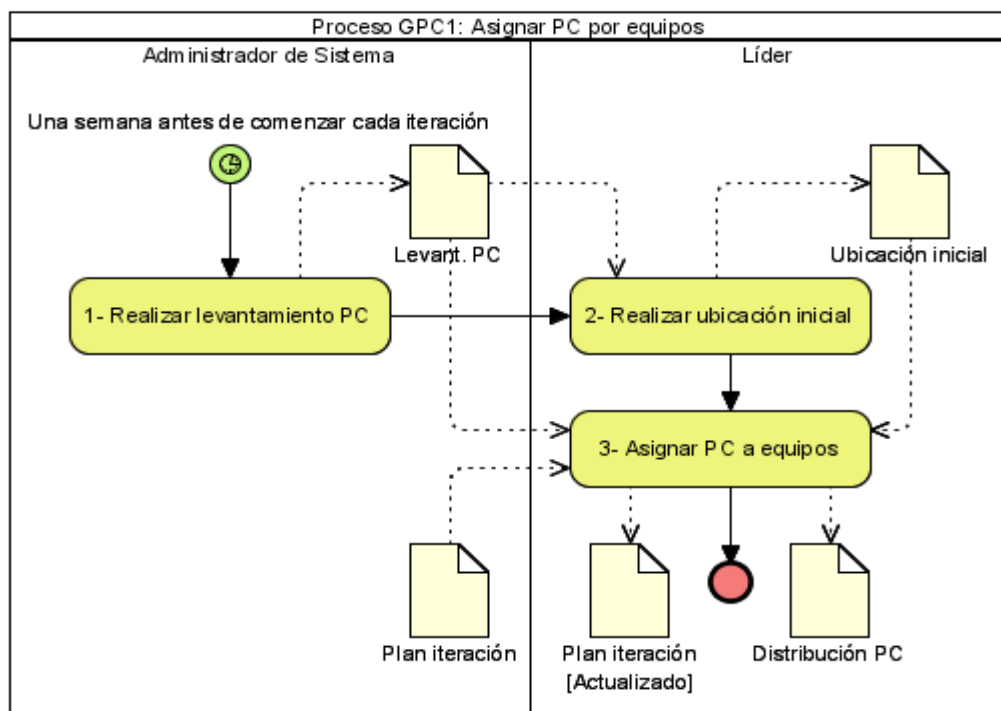 Proceso GPC1: Asignar PC por equipos
Administrador de Sistema
Líder
Una semana antes de comenzar cada iteración
Levant. PC
Ubicación inicial
1- Realizar levantamiento PC
2- Realizar ubicación inicial
3- Asignar PC a equipos
Plan iteración
Plan iteración
[Actualizado]
Distribución PC